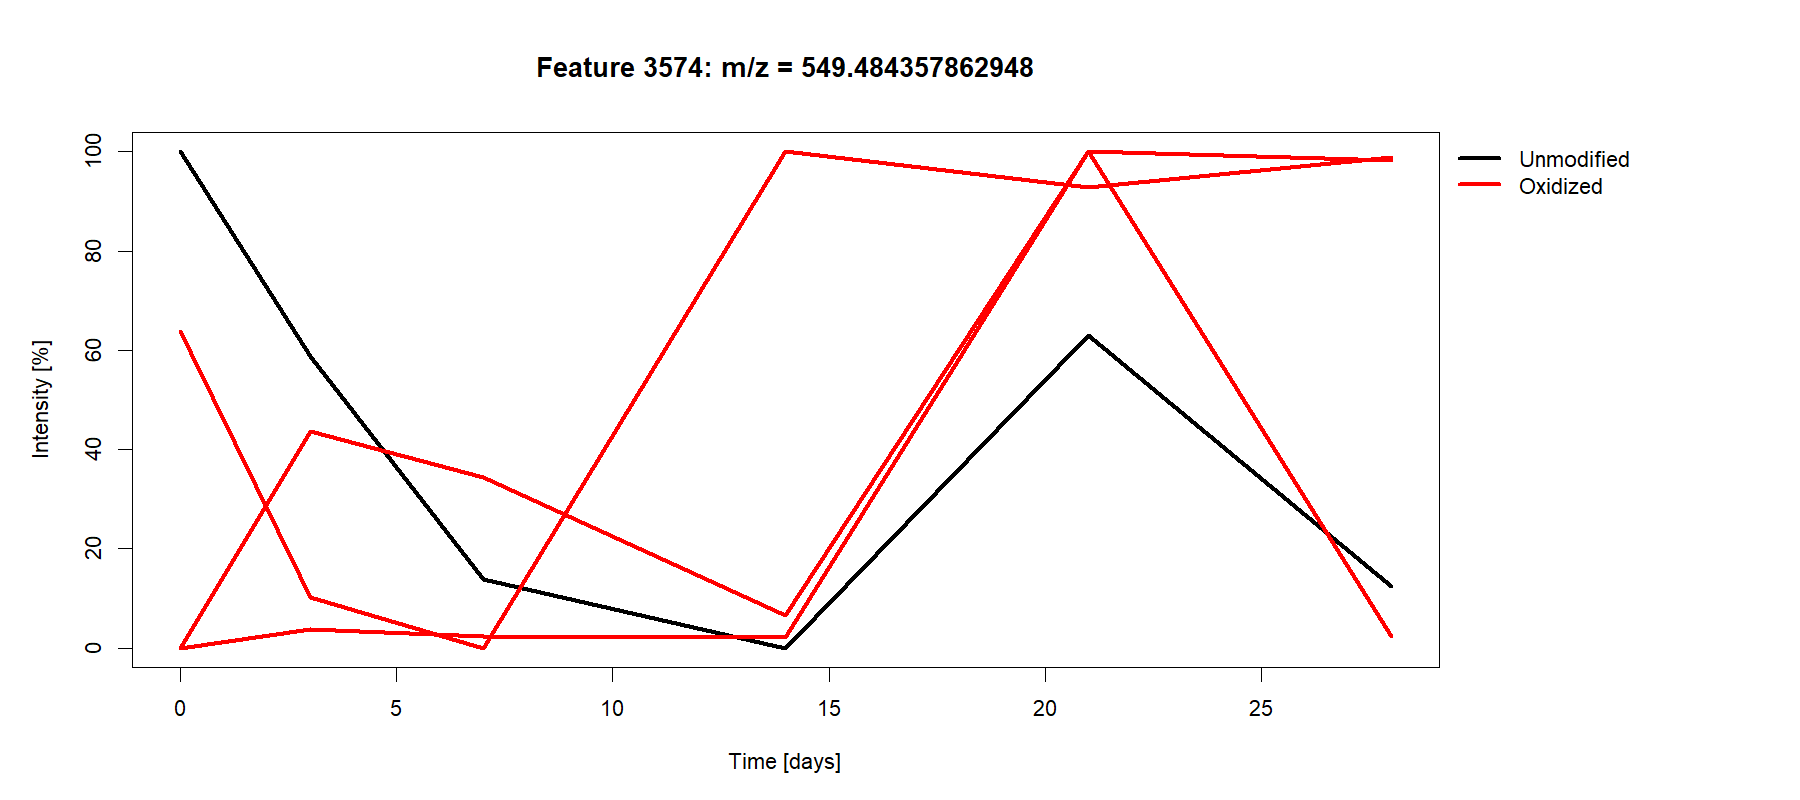 Feature 3574: m/z = 549.484357862948
Unmodified
Oxidized
Intensity [%]
100
80
60
40
20
0
0 5 10 15 20 25
Time [days]